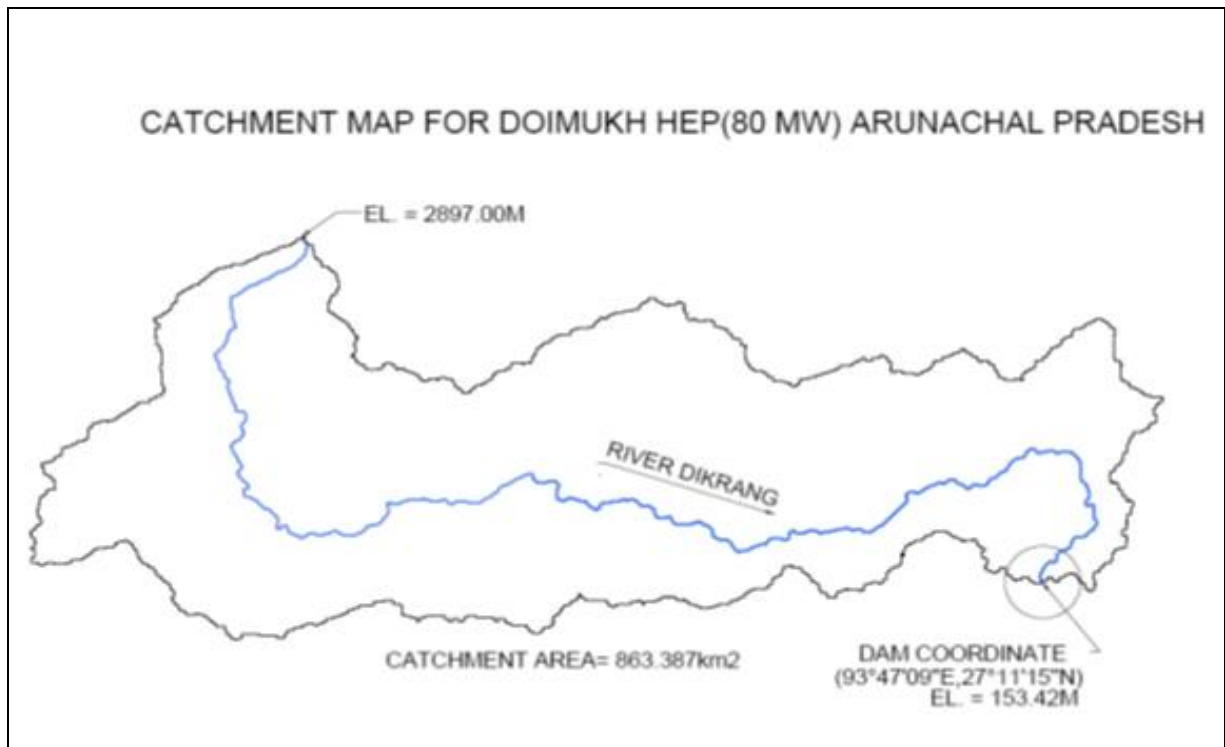 CATCHMENT MAP FOR DOIMUKH HEP(80 MW) ARUNACHAL PRADESH
EL. = 2897.00M
RIVER DIKRANG
CATCHMENT AREA= 863.387km2
DAM COORDINATE
(93°47'09"E,27°11'15"N)
EL. = 153.42M